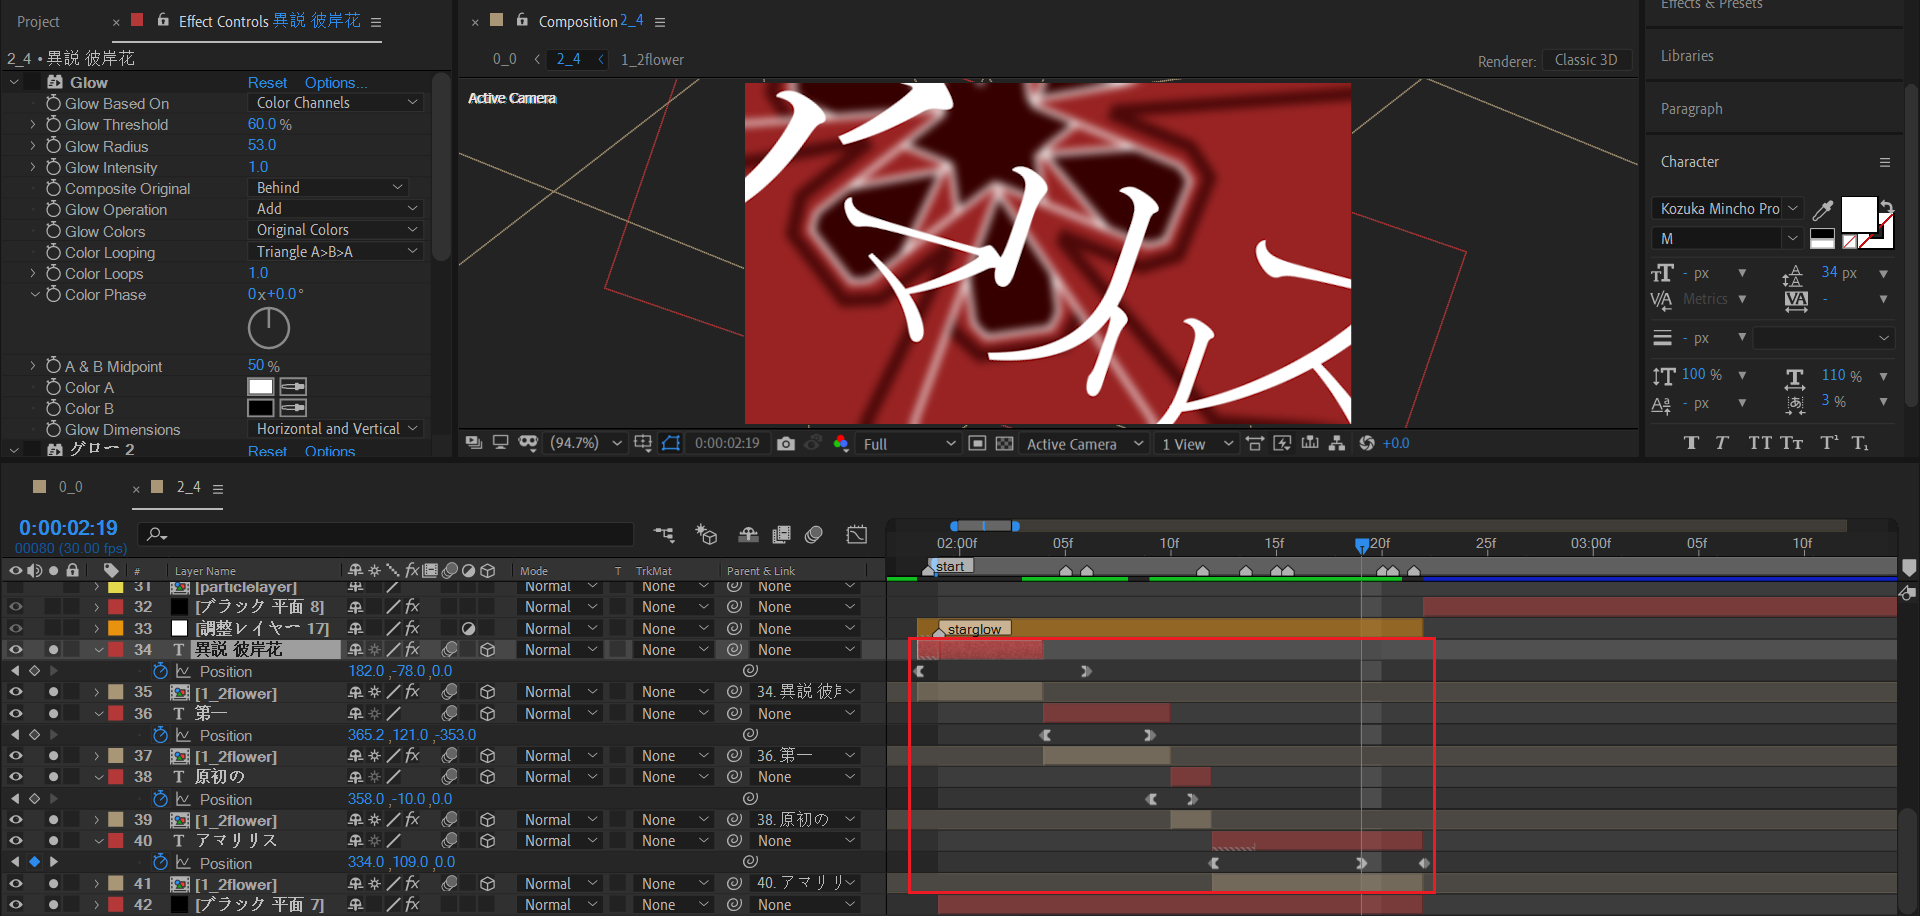 Project
× Effect Controls 異説 彼岸花
2_4 • 異説 彼岸花
Glow Reset Options...
Glow Based On Color Channels
Glow Threshold 60.0 %
Glow Radius 53.0
Glow Intensity 1.0
Composite Original Behind
Glow Operation Add
Glow Colors Original Colors
Color Looping Triangle A>B>A
Color Loops 1.0
Color Phase 0x+0.0°
A & B Midpoint 50 %
Color A
Color B
Glow Dimensions Horizontal and Vertical
グロー 2 Reset Options
× Composition 2_4
0_0 2_4 1_2flower
Renderer: Classic 3D
Active Camera
(94.7%) 0:00:02:19 Full Active Camera 1 View +0.0
Effects & Presets
Libraries
Paragraph
Character
Kozuka Mincho Pro
M
- px 34 px
Metrics -
- px
100 % 110 %
- px 3 %
T T TT Tт T¹ T₁
0_0 × 2_4
0:00:02:19
00080 (30.00 fps)
02:00f 05f 10f 15f 20f 25f 03:00f 05f 10f
# Layer Name Mode T TrkMat Parent & Link
start
31 [particlelayer] Normal None None
32 [ブラック 平面 8] Normal None None
33 [調整レイヤー 17] Normal None None
starglow
34 T 異説 彼岸花 Normal None None
Position 182.0 ,-78.0 ,0.0
35 [1_2flower] Normal None 34. 異説 彼岸
36 T 第一 Normal None None
Position 365.2 ,121.0 ,-353.0
37 [1_2flower] Normal None 36. 第一
38 T 原初の Normal None None
Position 358.0 ,-10.0 ,0.0
39 [1_2flower] Normal None 38. 原初の
40 T アマリリス Normal None None
Position 334.0 ,109.0 ,0.0
41 [1_2flower] Normal None 40. アマリリ
42 [ブラック 平面 7] Normal None None